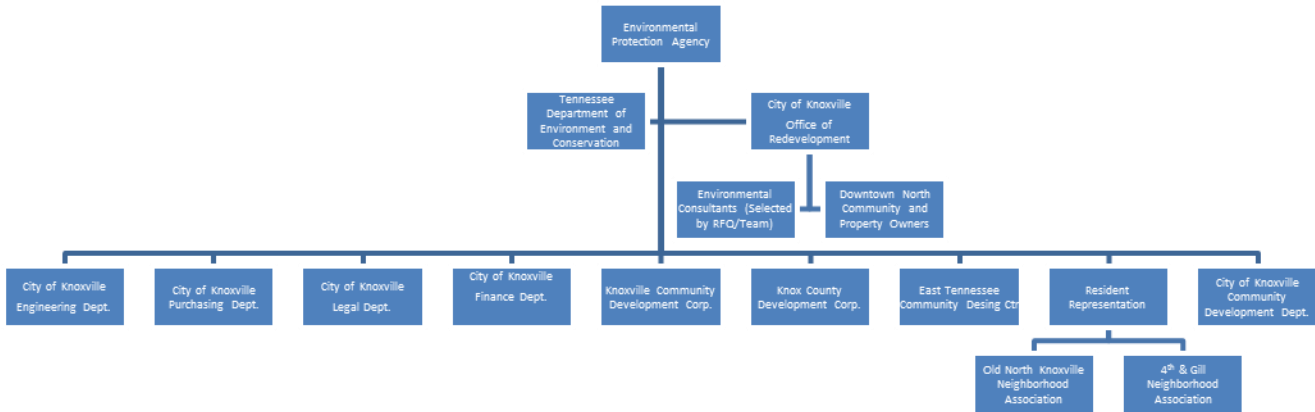 Environmental
Protection Agency
Tennessee
Department of
Environment and
Conservation
City of Knoxville
Office of
Redevelopment
Environmental
Consultants (Selected
by RFQ/Team)
Downtown North
Community and
Property Owners
City of Knoxville
Engineering Dept.
City of Knoxville
Purchasing Dept.
City of Knoxville
Legal Dept.
City of Knoxville
Finance Dept.
Knoxville Community
Development Corp.
Knox County
Development Corp.
East Tennessee
Community Desing Ctr
Resident
Representation
City of Knoxville
Community
Development Dept.
Old North Knoxville
Neighborhood
Association
4th & Gill
Neighborhood
Association